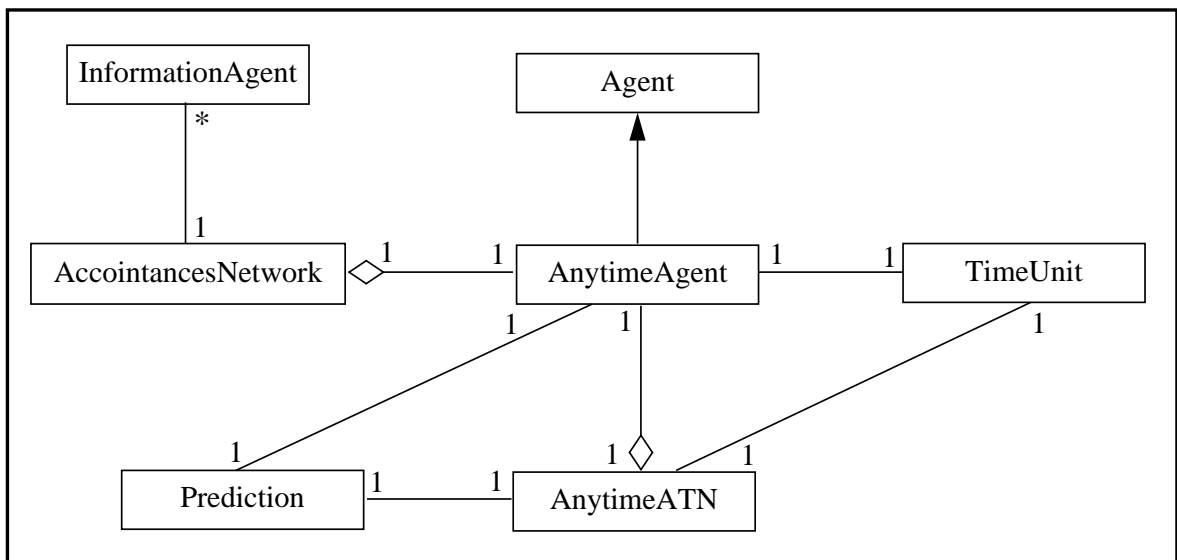 InformationAgent
Agent
*
1
AccointancesNetwork
1
1
AnytimeAgent
1
1
TimeUnit
1
1
1
1
1
1
Prediction
1
1
AnytimeATN